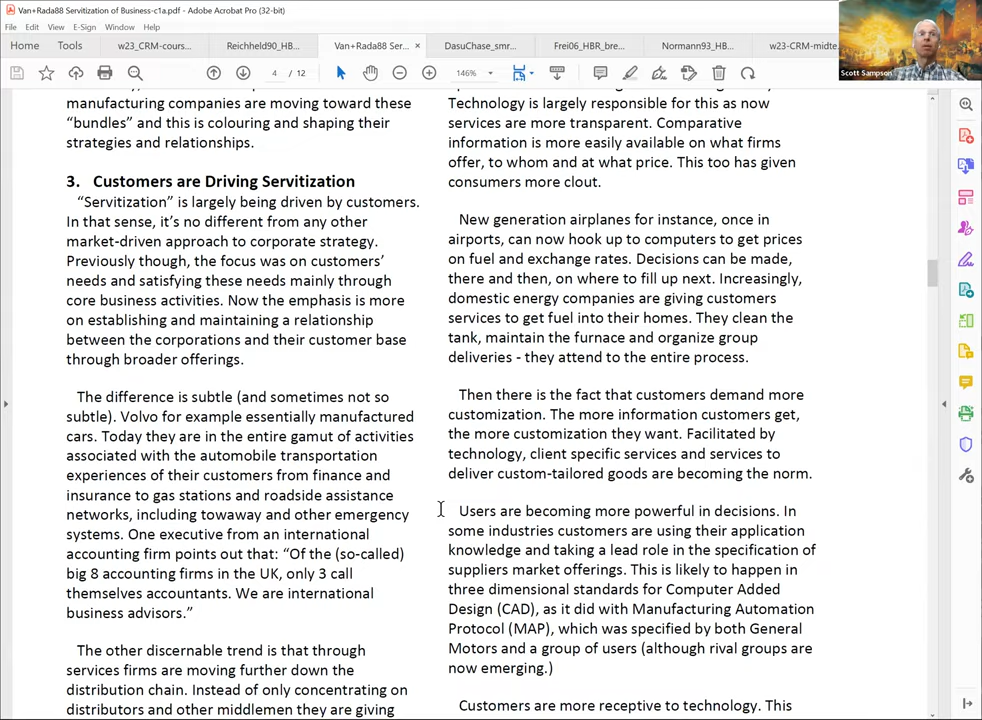 Van+Rada88 Servitization of Business-c1a.pdf - Adobe Acrobat Pro (32-bit)
File Edit View E-Sign Window Help
Home Tools w23_CRM-cours... Reichheld90_HB... Van+Rada88 Ser... × DasuChase_smr... Frei06_HBR_bre... Normann93_HB... w23-CRM-midte...
4 / 12 146%
Scott Sampson
manufacturing companies are moving toward these
“bundles” and this is colouring and shaping their
strategies and relationships.
3. Customers are Driving Servitization
“Servitization” is largely being driven by customers.
In that sense, it’s no different from any other
market-driven approach to corporate strategy.
Previously though, the focus was on customers’
needs and satisfying these needs mainly through
core business activities. Now the emphasis is more
on establishing and maintaining a relationship
between the corporations and their customer base
through broader offerings.
The difference is subtle (and sometimes not so
subtle). Volvo for example essentially manufactured
cars. Today they are in the entire gamut of activities
associated with the automobile transportation
experiences of their customers from finance and
insurance to gas stations and roadside assistance
networks, including towaway and other emergency
systems. One executive from an international
accounting firm points out that: “Of the (so-called)
big 8 accounting firms in the UK, only 3 call
themselves accountants. We are international
business advisors.”
The other discernable trend is that through
services firms are moving further down the
distribution chain. Instead of only concentrating on
distributors and other middlemen they are giving
Technology is largely responsible for this as now
services are more transparent. Comparative
information is more easily available on what firms
offer, to whom and at what price. This too has given
consumers more clout.
New generation airplanes for instance, once in
airports, can now hook up to computers to get prices
on fuel and exchange rates. Decisions can be made,
there and then, on where to fill up next. Increasingly,
domestic energy companies are giving customers
services to get fuel into their homes. They clean the
tank, maintain the furnace and organize group
deliveries - they attend to the entire process.
Then there is the fact that customers demand more
customization. The more information customers get,
the more customization they want. Facilitated by
technology, client specific services and services to
deliver custom-tailored goods are becoming the norm.
Users are becoming more powerful in decisions. In
some industries customers are using their application
knowledge and taking a lead role in the specification of
suppliers market offerings. This is likely to happen in
three dimensional standards for Computer Added
Design (CAD), as it did with Manufacturing Automation
Protocol (MAP), which was specified by both General
Motors and a group of users (although rival groups are
now emerging.)
Customers are more receptive to technology. This